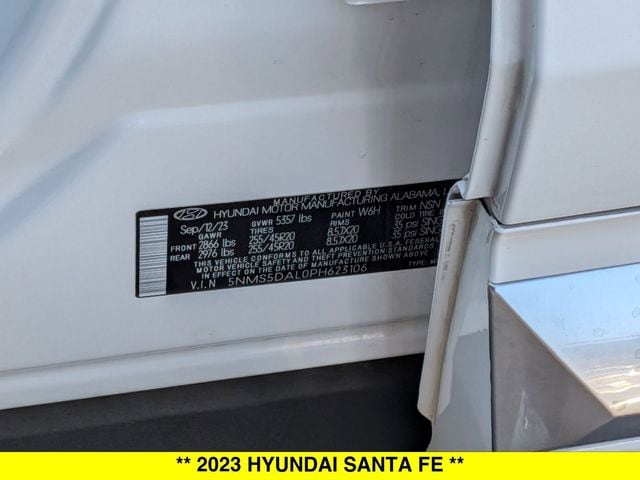 MANUFACTURED BY
HYUNDAI MOTOR MANUFACTURING ALABAMA,
Sep/12/23 GVWR 5357 lbs PAINT W6H TRIM NSN
GAWR TIRES RIMS COLD TIRE
FRONT 2866 lbs 255/45R20 8.5JX20 35 psi SINGLE
REAR 2976 lbs 255/45R20 8.5JX20 35 psi SINGLE
THIS VEHICLE CONFORMS TO ALL APPLICABLE U.S.A. FEDERAL
MOTOR VEHICLE SAFETY AND THEFT PREVENTION STANDARDS
IN EFFECT ON THE DATE OF MANUFACTURE SHOWN ABOVE.
V.I.N 5NMS5DAL0PH623106 TYPE: M
** 2023 HYUNDAI SANTA FE **